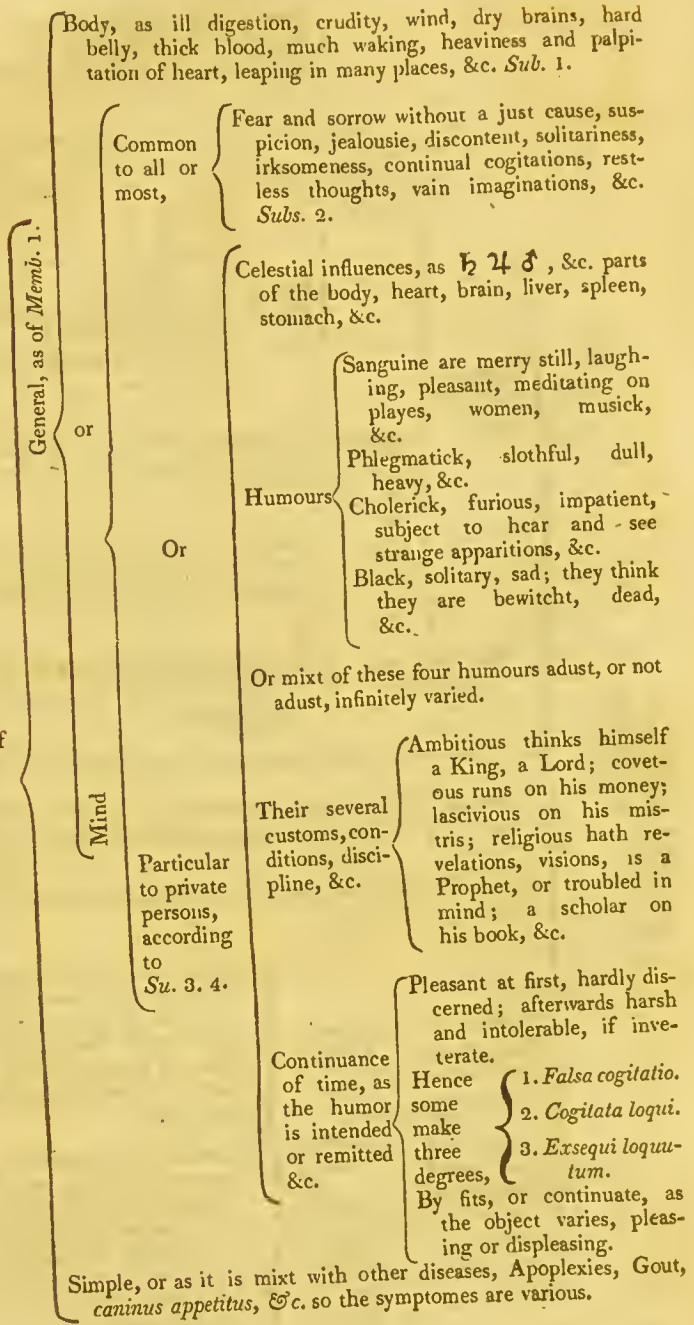 Body, as ill digestion, crudity, wind, dry brains, hard
belly, thick blood, much waking, heaviness and palpi-
tation of heart, leaping in many places, &c. Sub. 1.
General, as of Memb. 1.
or
Mind
Common
to all or
most,
Fear and sorrow without a just cause, sus-
picion, jealousie, discontent, solitariness,
irksomeness, continual cogitations, rest-
less thoughts, vain imaginations, &c.
Subs. 2.
Or
Particular
to private
persons,
according
to
Su. 3. 4.
Celestial influences, as ♄ ♃ ♂, &c. parts
of the body, heart, brain, liver, spleen,
stomach, &c.
Humours
Sanguine are merry still, laugh-
ing, pleasant, meditating on
playes, women, musick,
&c.
Phlegmatick, slothful, dull,
heavy, &c.
Cholerick, furious, impatient,
subject to hear and see
strange apparitions, &c.
Black, solitary, sad; they think
they are bewitcht, dead,
&c.
Or mixt of these four humours adust, or not
adust, infinitely varied.
Their several
customs, con-
ditions, disci-
pline, &c.
Ambitious thinks himself
a King, a Lord; covet-
ous runs on his money;
lascivious on his mis-
tris; religious hath re-
velations, visions, is a
Prophet, or troubled in
mind; a scholar on
his book, &c.
Continuance
of time, as
the humor
is intended
or remitted
&c.
Pleasant at first, hardly dis-
cerned; afterwards harsh
and intolerable, if inve-
terate.
Hence
some
make
three
degrees,
1. Falsa cogitatio.
2. Cogitata loqui.
3. Exsequi loquu-
tum.
By fits, or continuate, as
the object varies, pleas-
ing or displeasing.
Simple, or as it is mixt with other diseases, Apoplexies, Gout,
caninus appetitus, &c. so the symptomes are various.